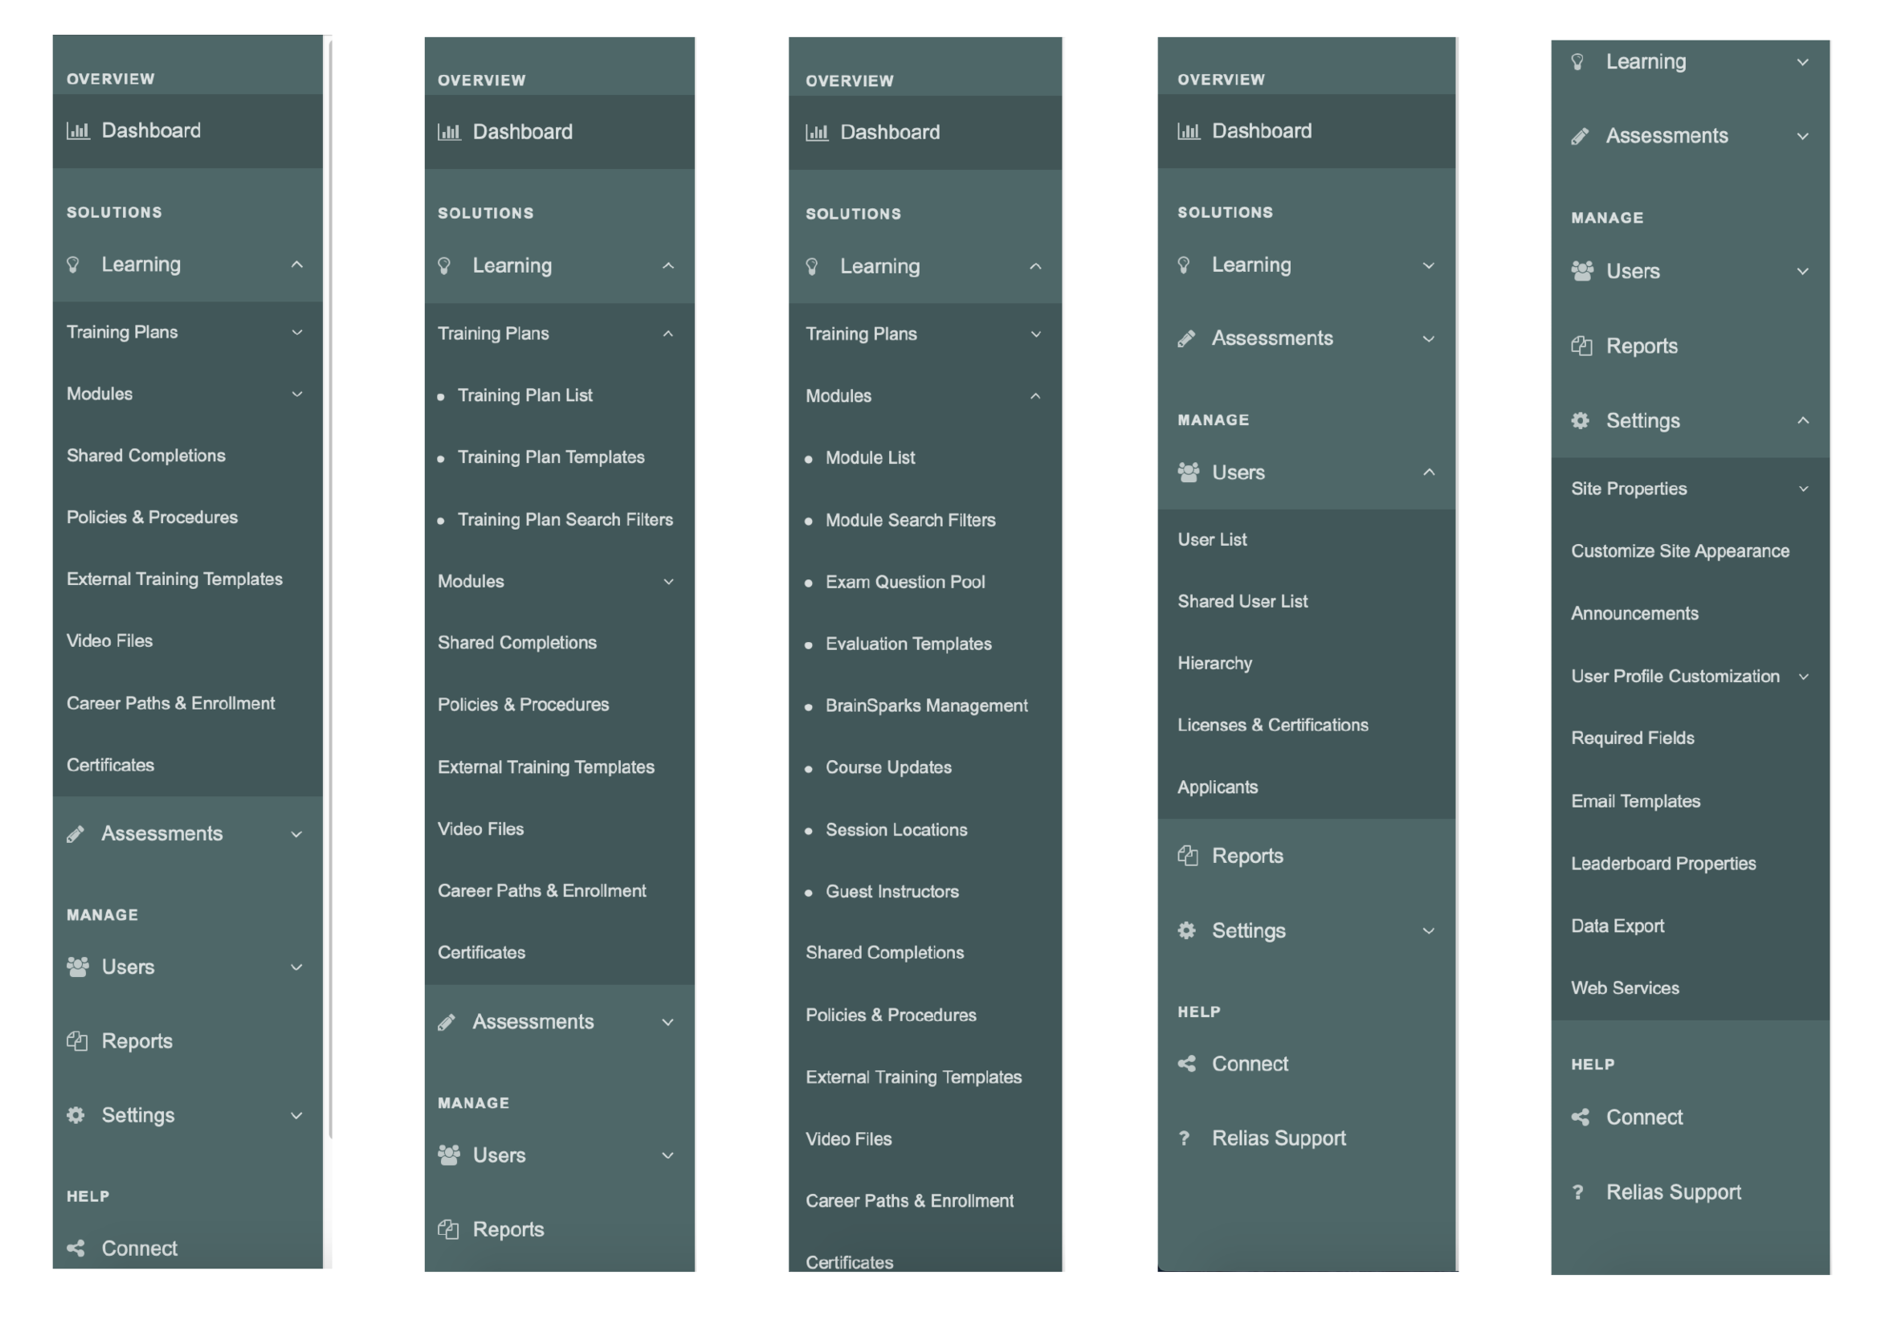 OVERVIEW
Dashboard
SOLUTIONS
Learning
Training Plans
Modules
Shared Completions
Policies & Procedures
External Training Templates
Video Files
Career Paths & Enrollment
Certificates
Assessments
MANAGE
Users
Reports
Settings
HELP
Connect
OVERVIEW
Dashboard
SOLUTIONS
Learning
Training Plans
Training Plan List
Training Plan Templates
Training Plan Search Filters
Modules
Shared Completions
Policies & Procedures
External Training Templates
Video Files
Career Paths & Enrollment
Certificates
Assessments
MANAGE
Users
Reports
OVERVIEW
Dashboard
SOLUTIONS
Learning
Training Plans
Modules
Module List
Module Search Filters
Exam Question Pool
Evaluation Templates
BrainSparks Management
Course Updates
Session Locations
Guest Instructors
Shared Completions
Policies & Procedures
External Training Templates
Video Files
Career Paths & Enrollment
Certificates
OVERVIEW
Dashboard
SOLUTIONS
Learning
Assessments
MANAGE
Users
User List
Shared User List
Hierarchy
Licenses & Certifications
Applicants
Reports
Settings
HELP
Connect
? Relias Support
Learning
Assessments
MANAGE
Users
Reports
Settings
Site Properties
Customize Site Appearance
Announcements
User Profile Customization
Required Fields
Email Templates
Leaderboard Properties
Data Export
Web Services
HELP
Connect
? Relias Support